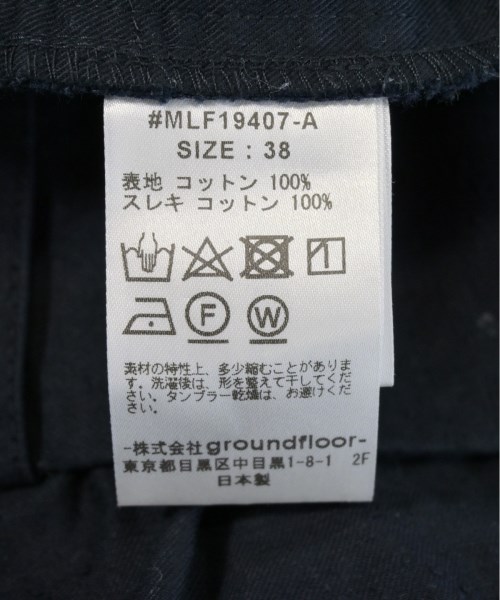 #MLF19407-A
SIZE : 38
表地 コットン 100%
スレキ コットン 100%
F W
素材の特性上、多少縮むことがありま
す。洗濯後は、形を整えて干してくだ
さい。タンブラー乾燥は、お避けくだ
さい。
-株式会社groundfloor-
東京都目黒区中目黒1-8-1 2F
日本製